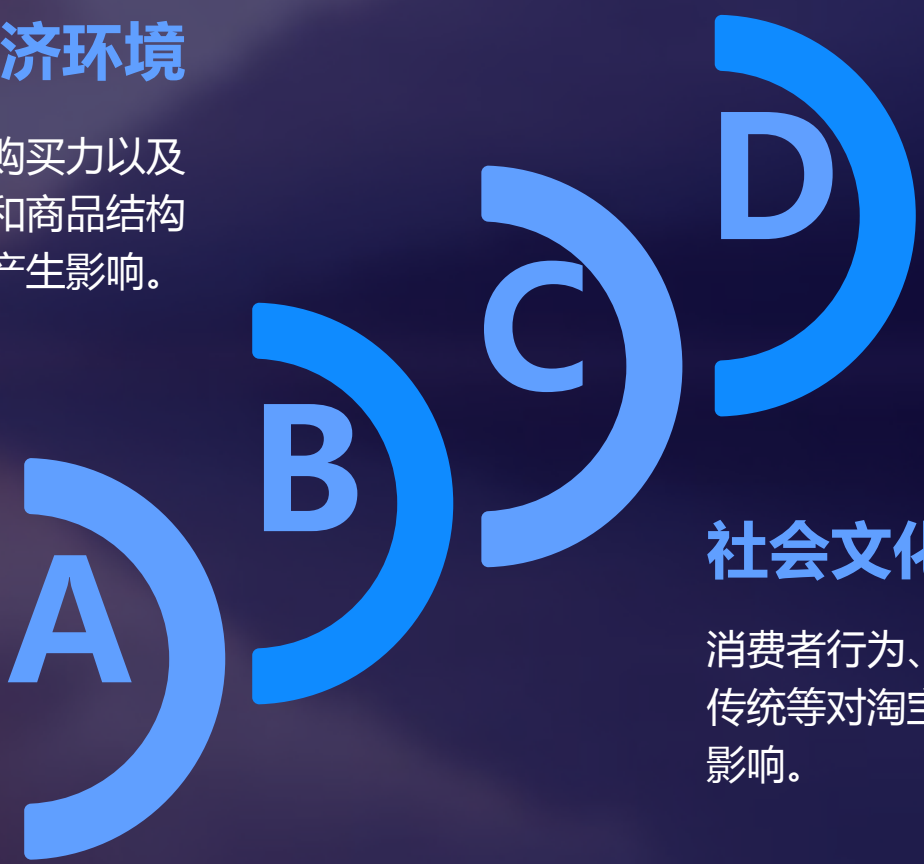 济环境
购买力以及
和商品结构
产生影响。
D
C
B
A
社会文化
消费者行为、
传统等对淘宝
影响。